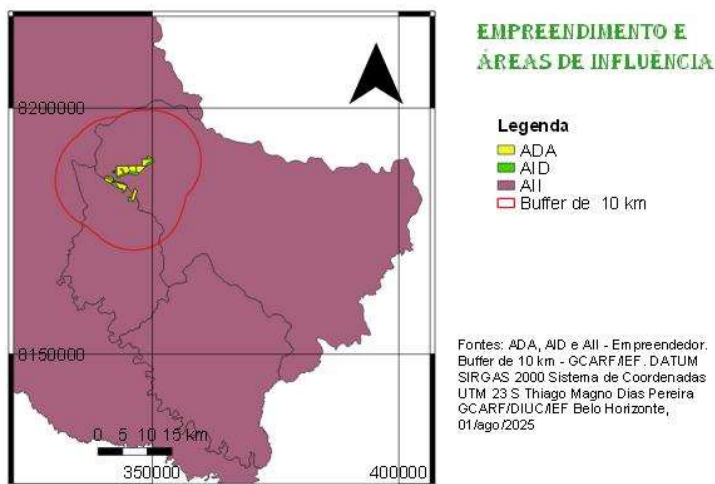 EMPREENDIMENTO E
ÁREAS DE INFLUÊNCIA
Legenda
ADA
AID
AII
Buffer de 10 km
8200000
8150000
0 5 10 15 km
350000
400000
Fontes: ADA, AID e AII - Empreendedor.
Buffer de 10 km - GCARF/IEF. DATUM
SIRGAS 2000 Sistema de Coordenadas
UTM 23 S Thiago Magno Dias Pereira
GCARF/DIUC/IEF Belo Horizonte,
01/ago/2025